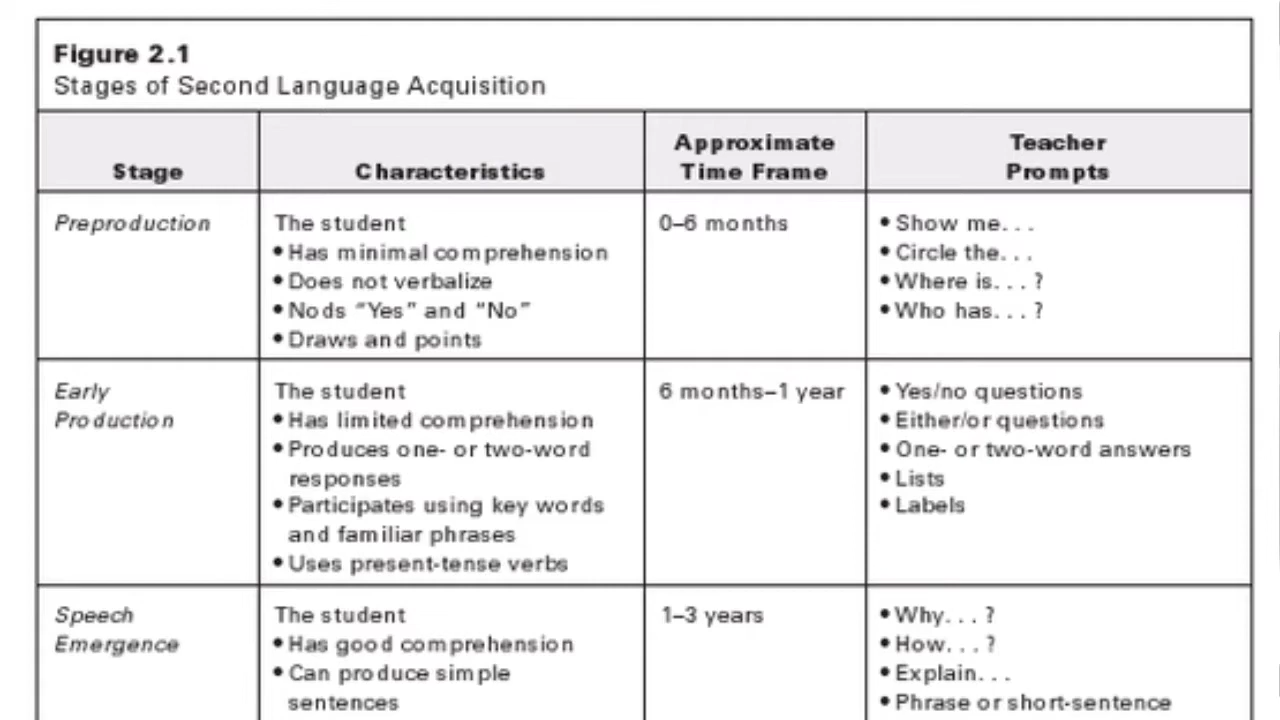 Figure 2.1
Stages of Second Language Acquisition
Stage
Characteristics
Approximate
Time Frame
Teacher
Prompts
Preproduction
The student
• Has minimal comprehension
• Does not verbalize
• Nods “Yes” and “No”
• Draws and points
0–6 months
• Show me. . .
• Circle the. . .
• Where is. . . ?
• Who has. . . ?
Early
Production
The student
• Has limited comprehension
• Produces one- or two-word
responses
• Participates using key words
and familiar phrases
• Uses present-tense verbs
6 months–1 year
• Yes/no questions
• Either/or questions
• One- or two-word answers
• Lists
• Labels
Speech
Emergence
The student
• Has good comprehension
• Can produce simple
sentences
1–3 years
• Why. . . ?
• How. . . ?
• Explain. . .
• Phrase or short-sentence